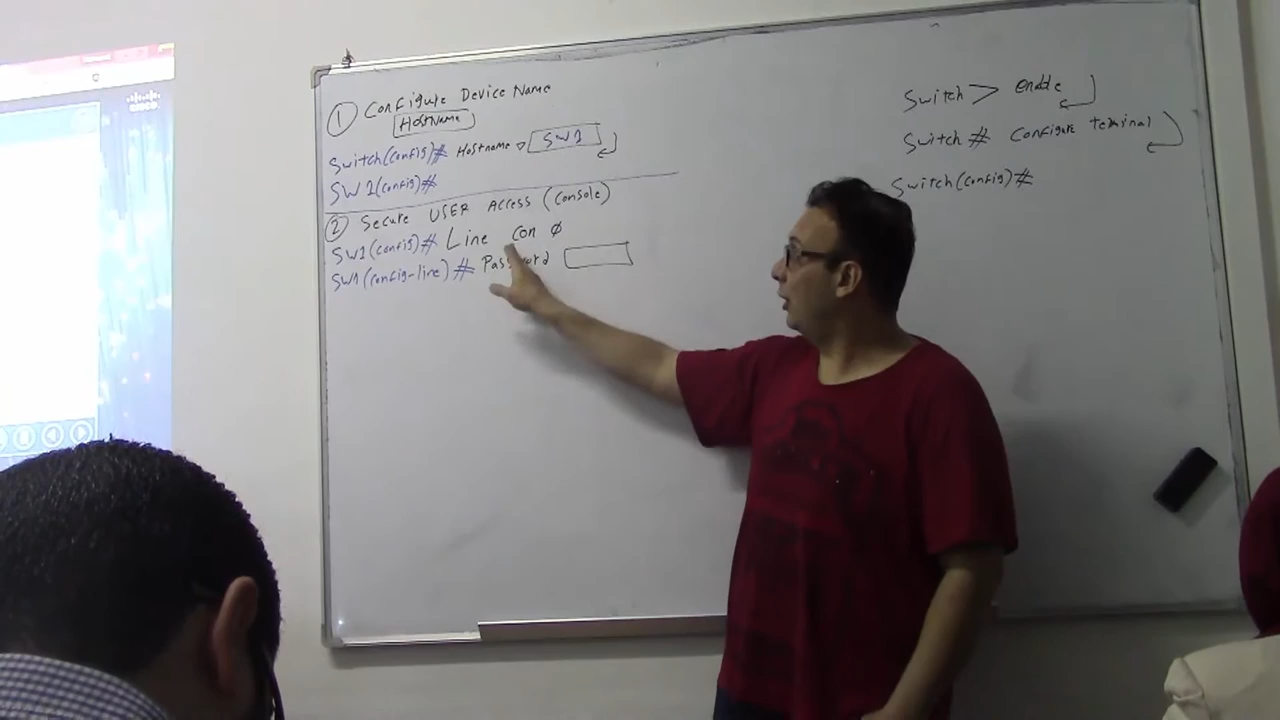 ① Configure Device Name
HostName
Switch(config)# Hostname SW1
SW1(config)#
② Secure USER Access (Console)
SW1(config)# Line con 0
SW1(config-line)# Password
Switch> enable
Switch# Configure teminal
Switch(config)#